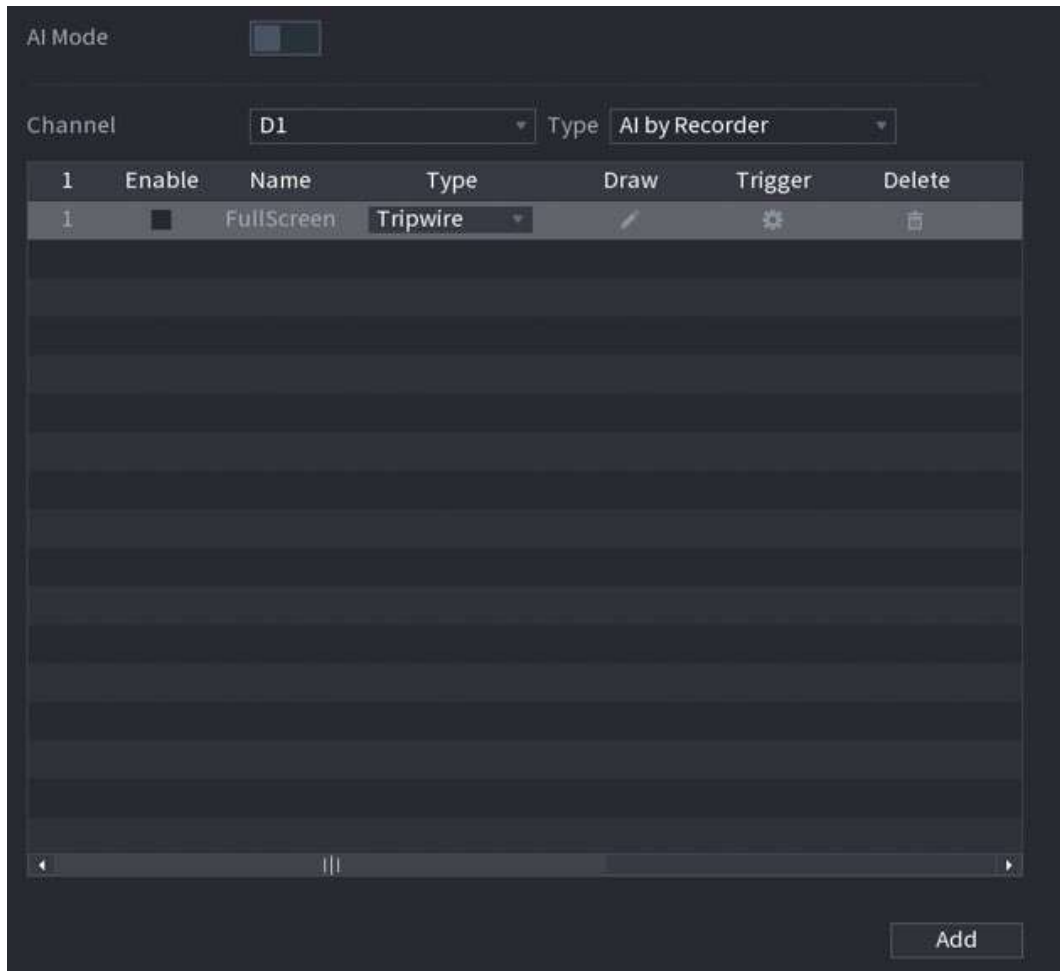 AI Mode
Channel D1 Type AI by Recorder
1 Enable Name Type Draw Trigger Delete
1 FullScreen Tripwire
Add